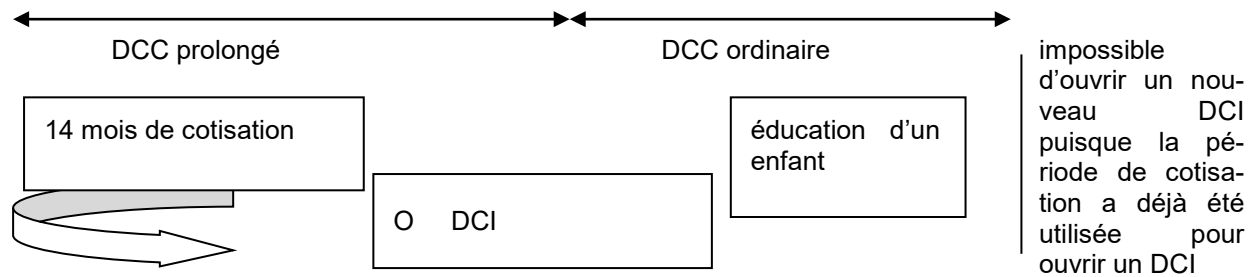 DCC prolongé
DCC ordinaire
14 mois de cotisation
O DCI
éducation d'un
enfant
impossible
d'ouvrir un nou-
veau DCI
puisque la pé-
riode de cotisa-
tion a déjà été
utilisée pour
ouvrir un DCI